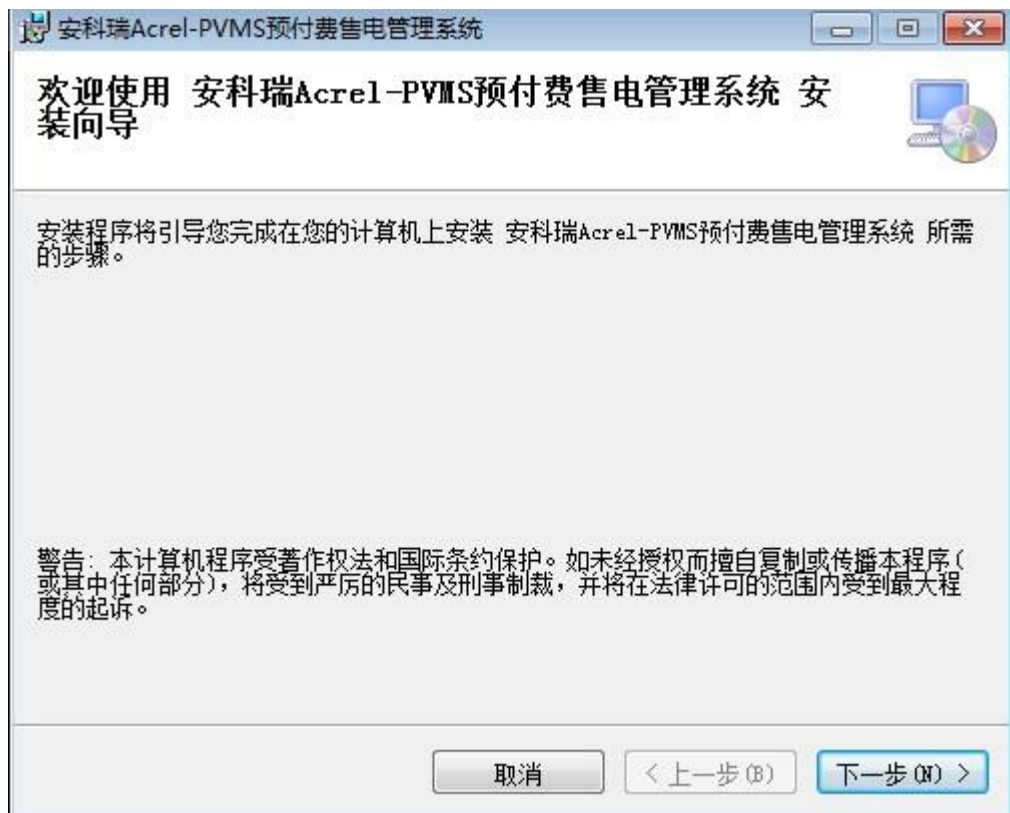 安科瑞Acrel-PVMS预付费售电管理系统
欢迎使用 安科瑞Acrel-PVMS预付费售电管理系统 安
装向导
安装程序将引导您完成在您的计算机上安装 安科瑞Acrel-PVMS预付费售电管理系统 所需
的步骤。
警告: 本计算机程序受著作权法和国际条约保护。如未经授权而擅自复制或传播本程序(
或其中任何部分)，将受到严厉的民事及刑事制裁，并将在法律许可的范围内受到最大程
度的起诉。
取消
<上一步(B)
下一步(N) >